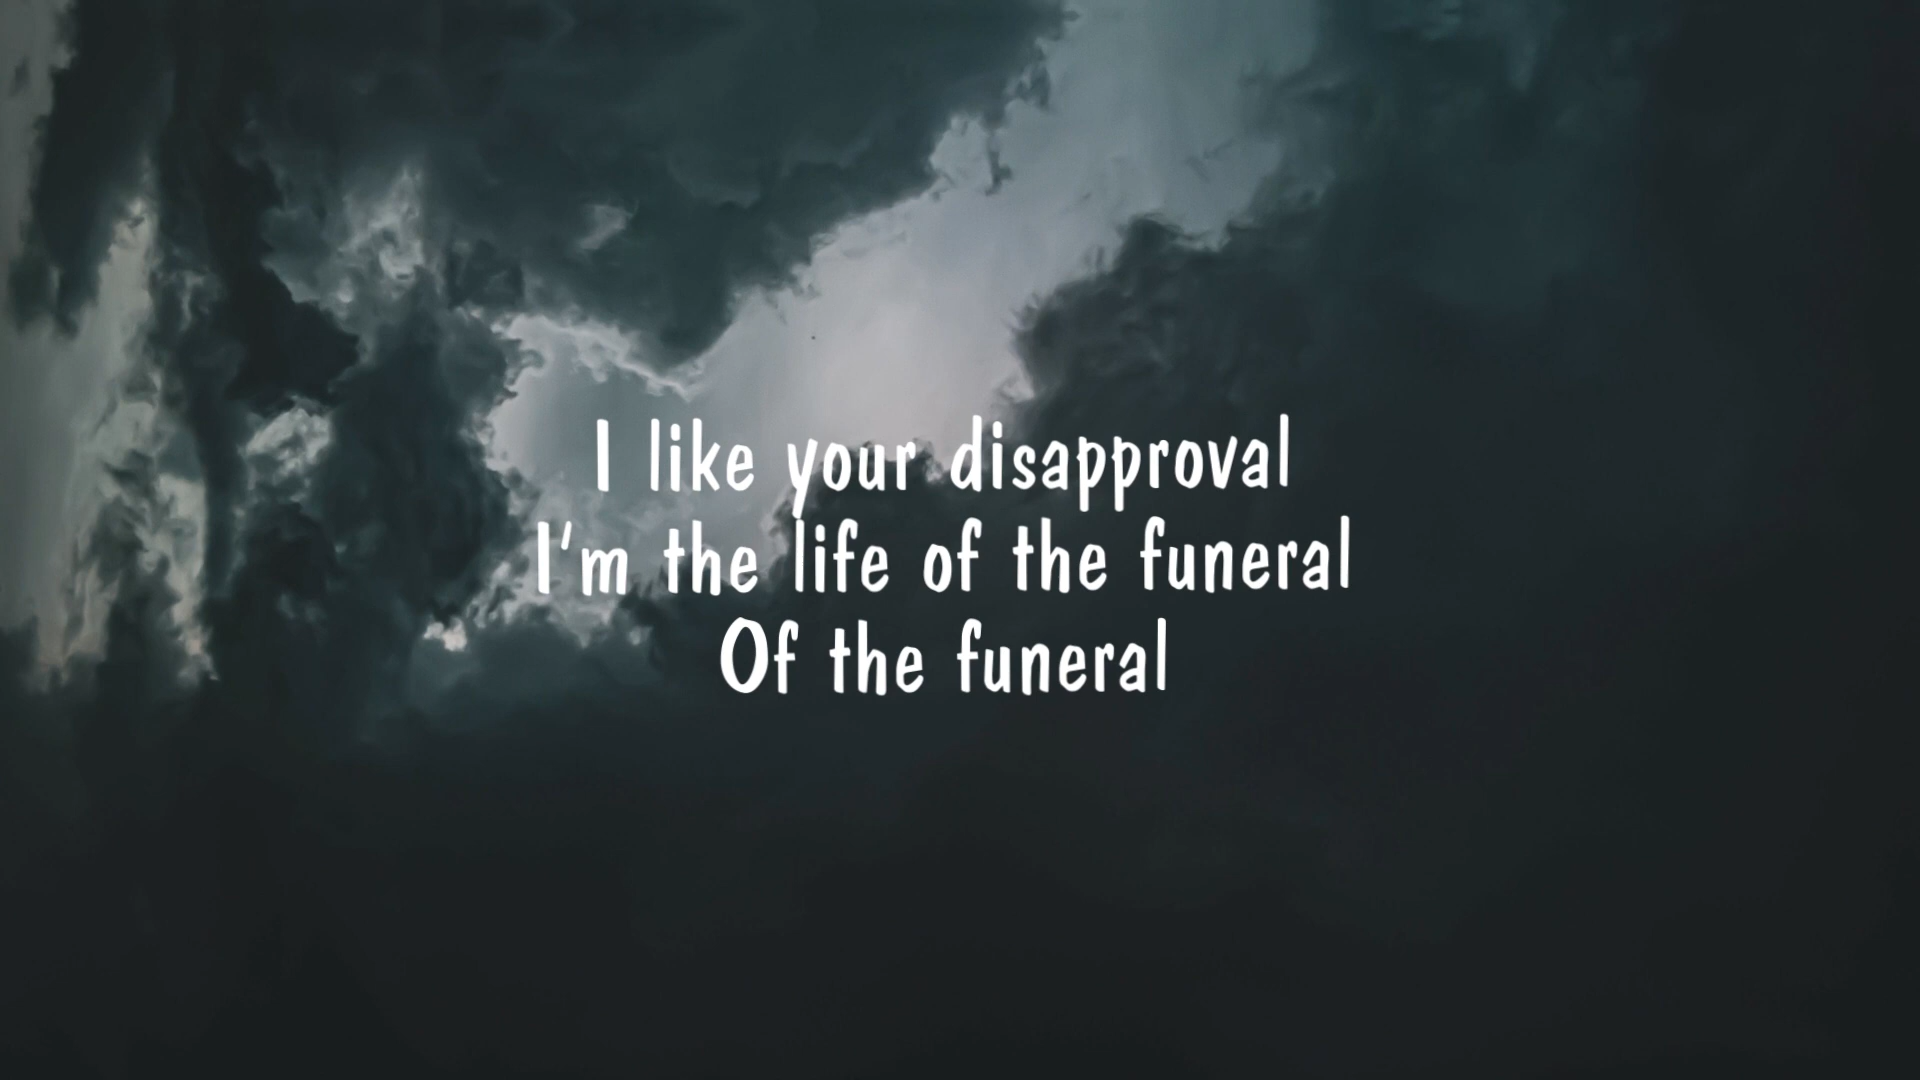 I like your disapproval
I'm the life of the funeral
Of the funeral